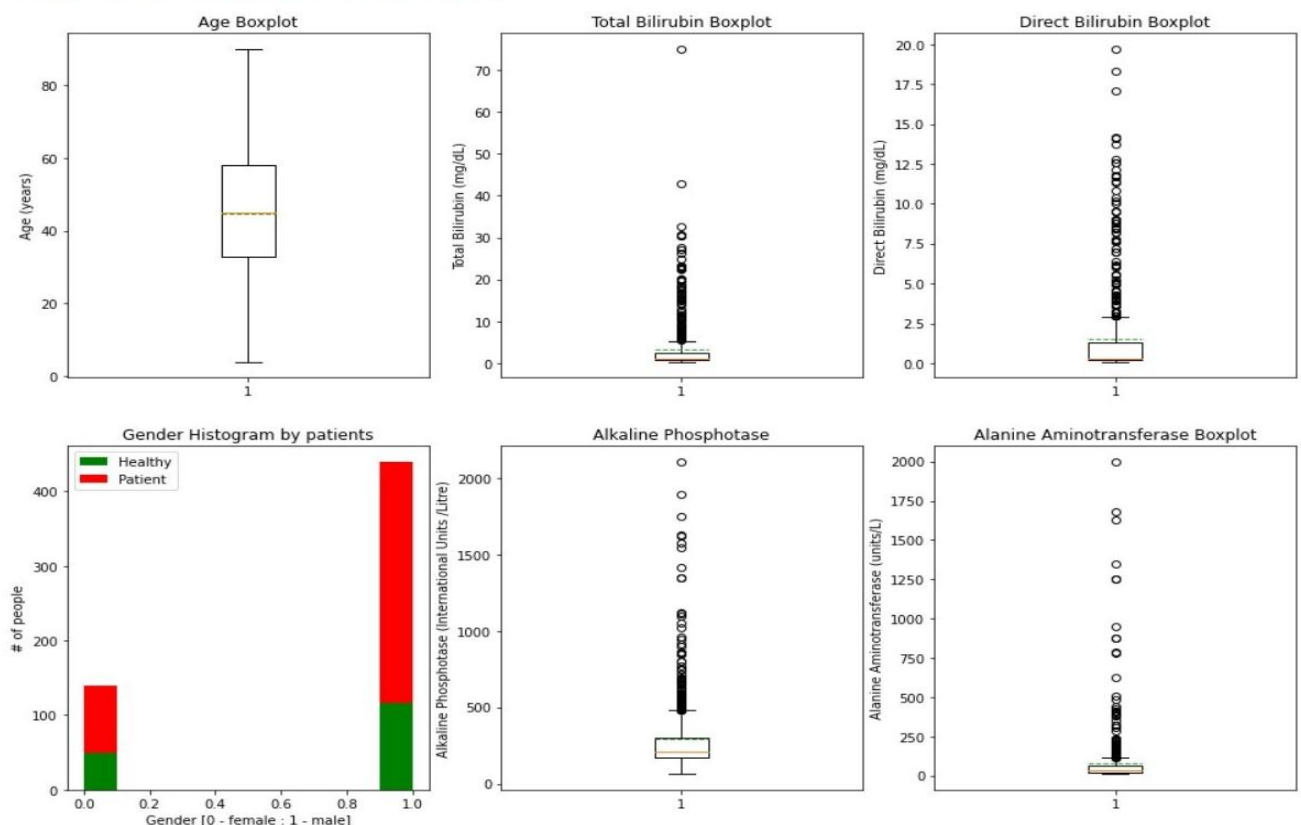 Age Boxplot
Age (years)
80
60
40
20
0
1
Total Bilirubin Boxplot
Total Bilirubin (mg/dL)
70
60
50
40
30
20
10
0
1
Direct Bilirubin Boxplot
Direct Bilirubin (mg/dL)
20.0
17.5
15.0
12.5
10.0
7.5
5.0
2.5
0.0
1
Gender Histogram by patients
Healthy
Patient
# of people
400
300
200
100
0
0.0 0.2 0.4 0.6 0.8 1.0
Gender [0 - female : 1 - male]
Alkaline Phosphotase
Alkaline Phosphotase (International Units /Litre)
2000
1500
1000
500
0
1
Alanine Aminotransferase Boxplot
Alanine Aminotransferase (units/L)
2000
1750
1500
1250
1000
750
500
250
0
1